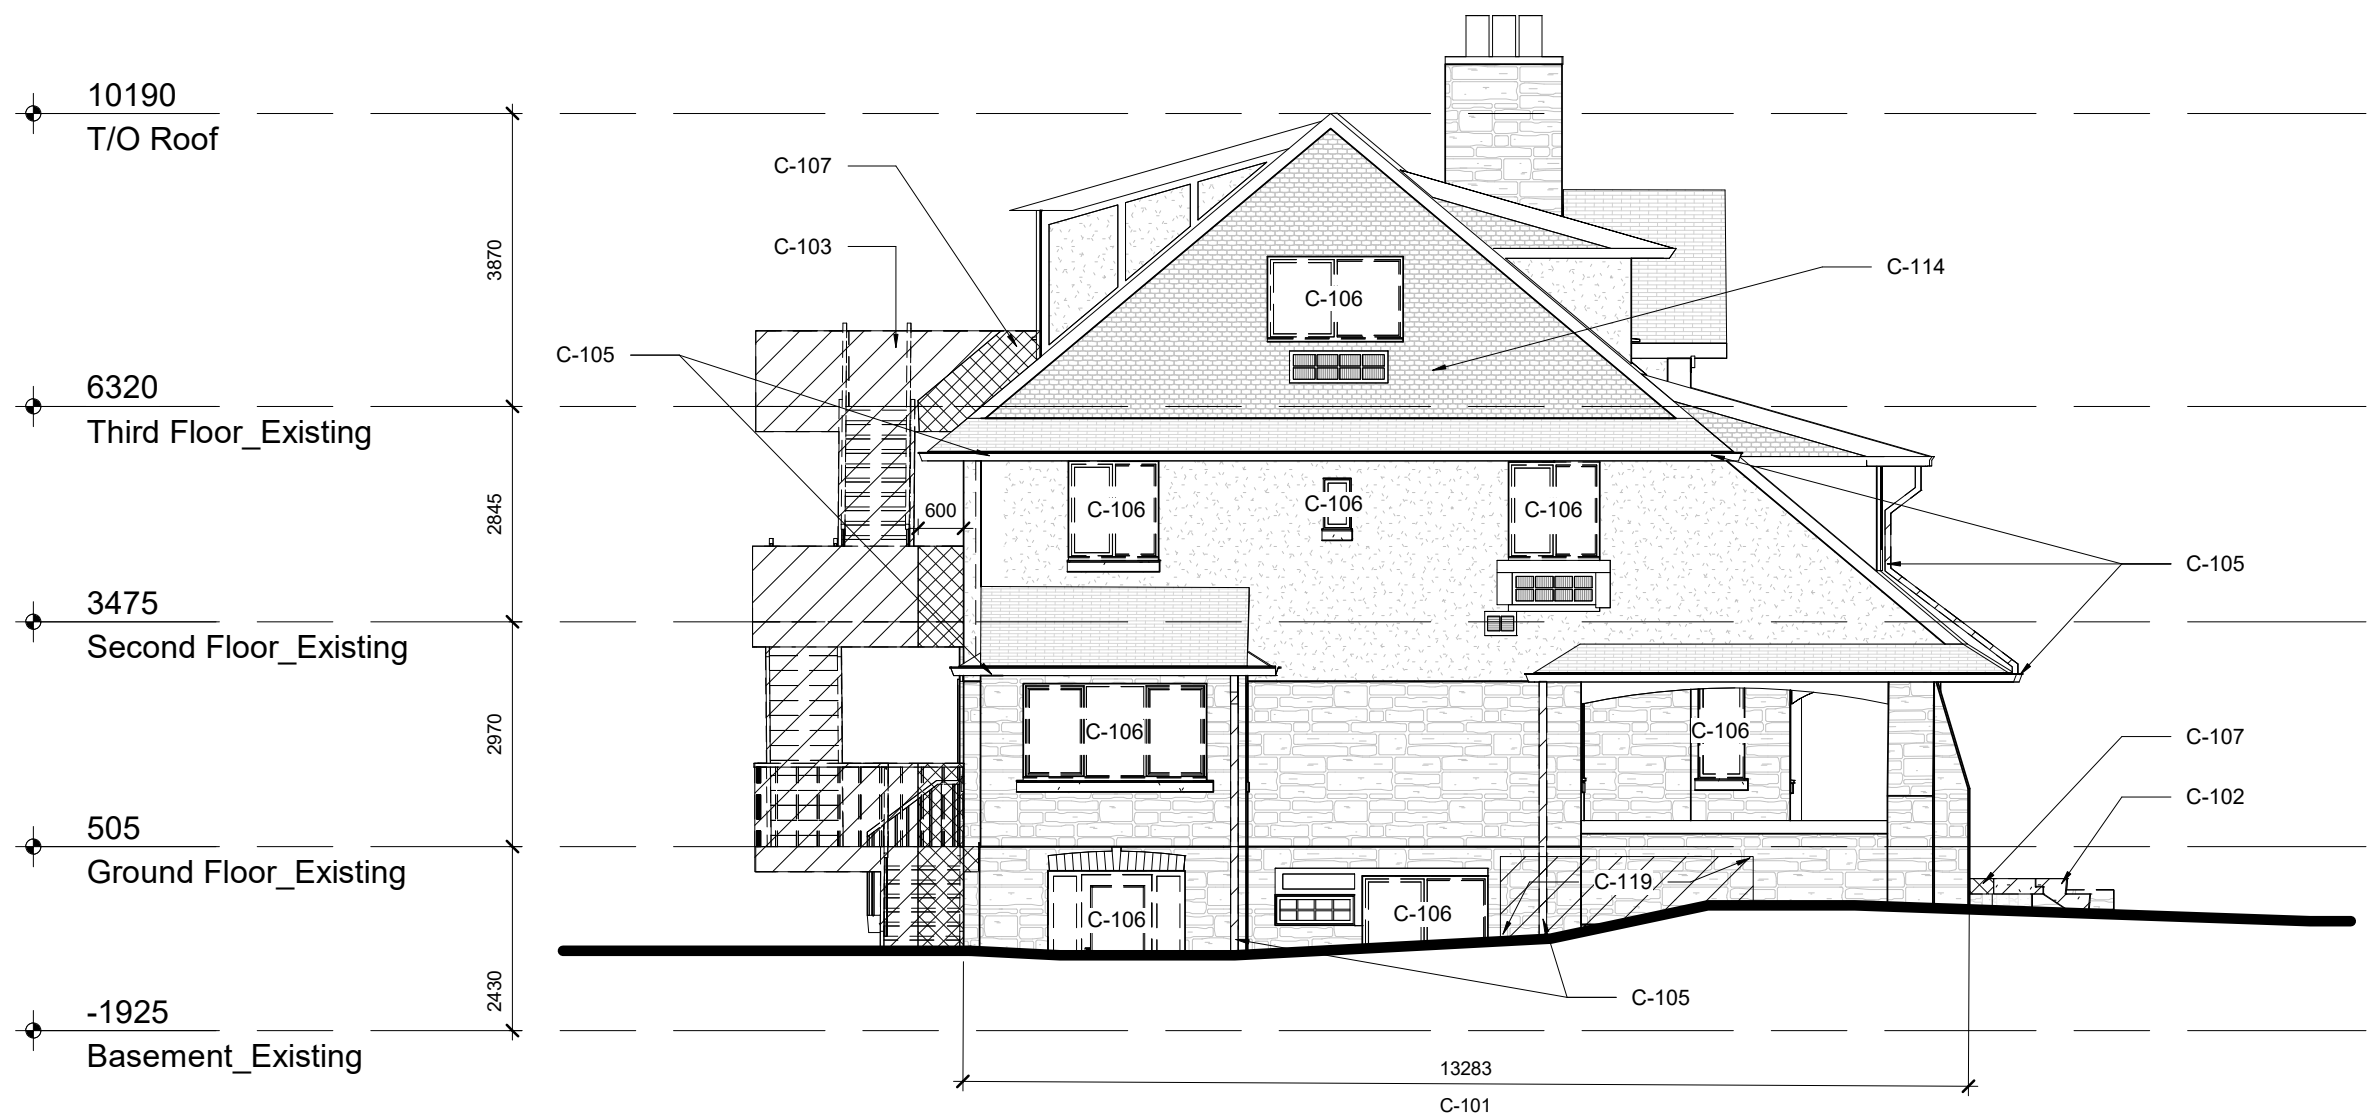 10190
T/O Roof
C-107
C-103
C-114
3870
C-106
C-105
6320
Third Floor_Existing
2845
600
C-106
C-106
C-106
C-105
3475
Second Floor_Existing
2970
C-106
C-106
C-107
C-102
505
Ground Floor_Existing
C-119
C-106
C-106
2430
C-105
-1925
Basement_Existing
13283
C-101